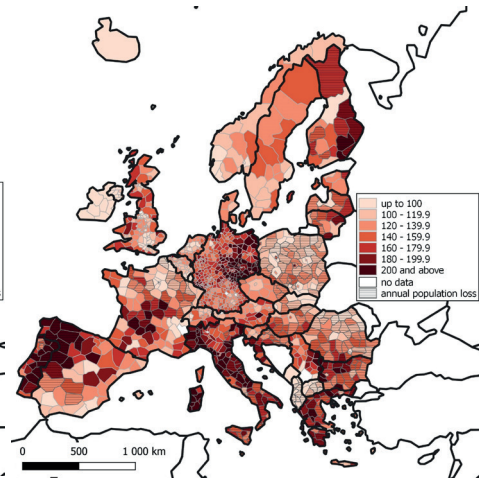 up to 100
100 - 119.9
120 - 139.9
140 - 159.9
160 - 179.9
180 - 199.9
200 and above
no data
annual population loss
0 500 1 000 km